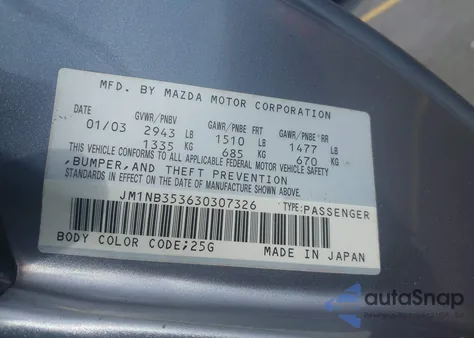 MFD. BY MAZDA MOTOR CORPORATION
DATE GVWR/PNBV GAWR/PNBE FRT GAWR/PNBE RR
01/03 2943 LB 1510 LB 1477 LB
1335 KG 685 KG 670 KG
THIS VEHICLE CONFORMS TO ALL APPLICABLE FEDERAL MOTOR VEHICLE SAFETY
,BUMPER,AND THEFT PREVENTION
STANDARDS IN EFFECT ON THE DATE OF MANUFACTURE SHOWN ABOVE.
JM1NB353630307326 TYPE:PASSENGER
BODY COLOR CODE;25G MADE IN JAPAN
autoSnap